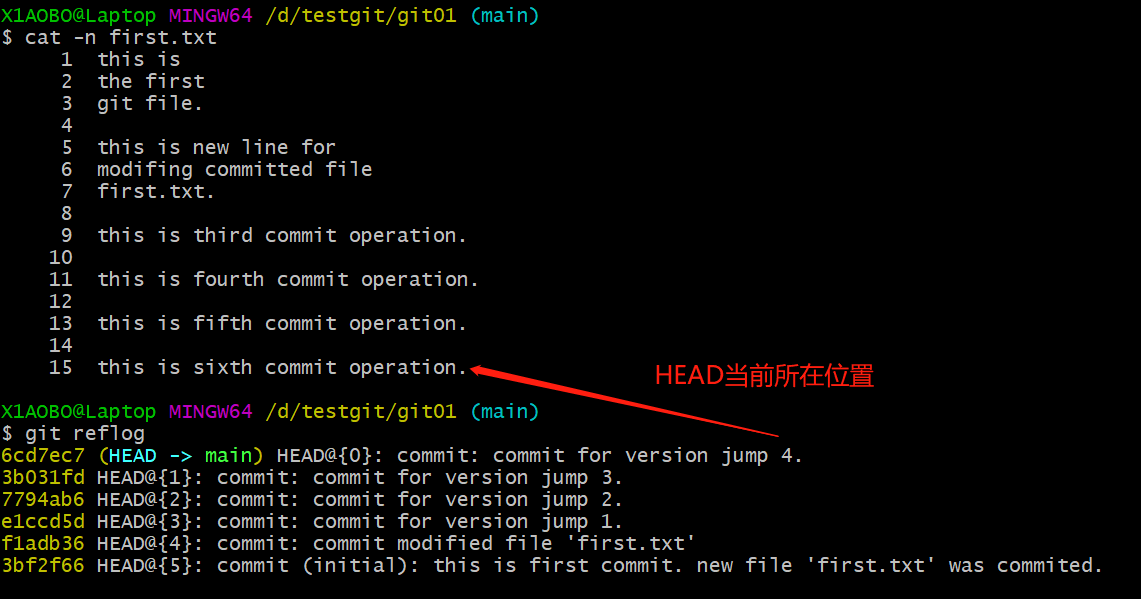 X1AOBO@Laptop MINGW64 /d/testgit/git01 (main)
$ cat -n first.txt
1 this is
2 the first
3 git file.
4
5 this is new line for
6 modifing committed file
7 first.txt.
8
9 this is third commit operation.
10
11 this is fourth commit operation.
12
13 this is fifth commit operation.
14
15 this is sixth commit operation.
HEAD当前所在位置
X1AOBO@Laptop MINGW64 /d/testgit/git01 (main)
$ git reflog
6cd7ec7 (HEAD -> main) HEAD@{0}: commit: commit for version jump 4.
3b031fd HEAD@{1}: commit: commit for version jump 3.
7794ab6 HEAD@{2}: commit: commit for version jump 2.
e1ccd5d HEAD@{3}: commit: commit for version jump 1.
f1adb36 HEAD@{4}: commit: commit modified file 'first.txt'
3bf2f66 HEAD@{5}: commit (initial): this is first commit. new file 'first.txt' was commited.